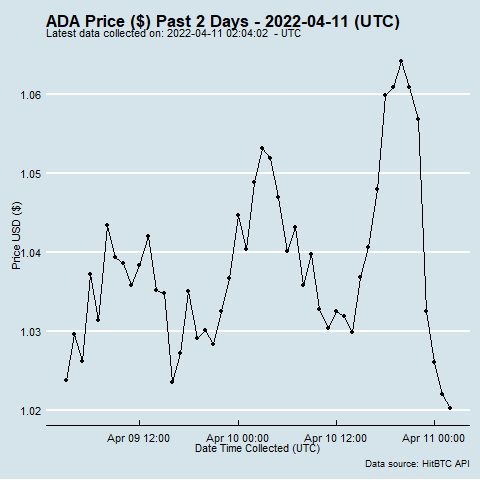 ADA Price ($) Past 2 Days - 2022-04-11 (UTC)
Latest data collected on: 2022-04-11 02:04:02 - UTC
1.06
1.05
1.04
1.03
1.02
Price USD ($)
Apr 09 12:00
Apr 10 00:00
Apr 10 12:00
Apr 11 00:00
Date Time Collected (UTC)
Data source: HitBTC API